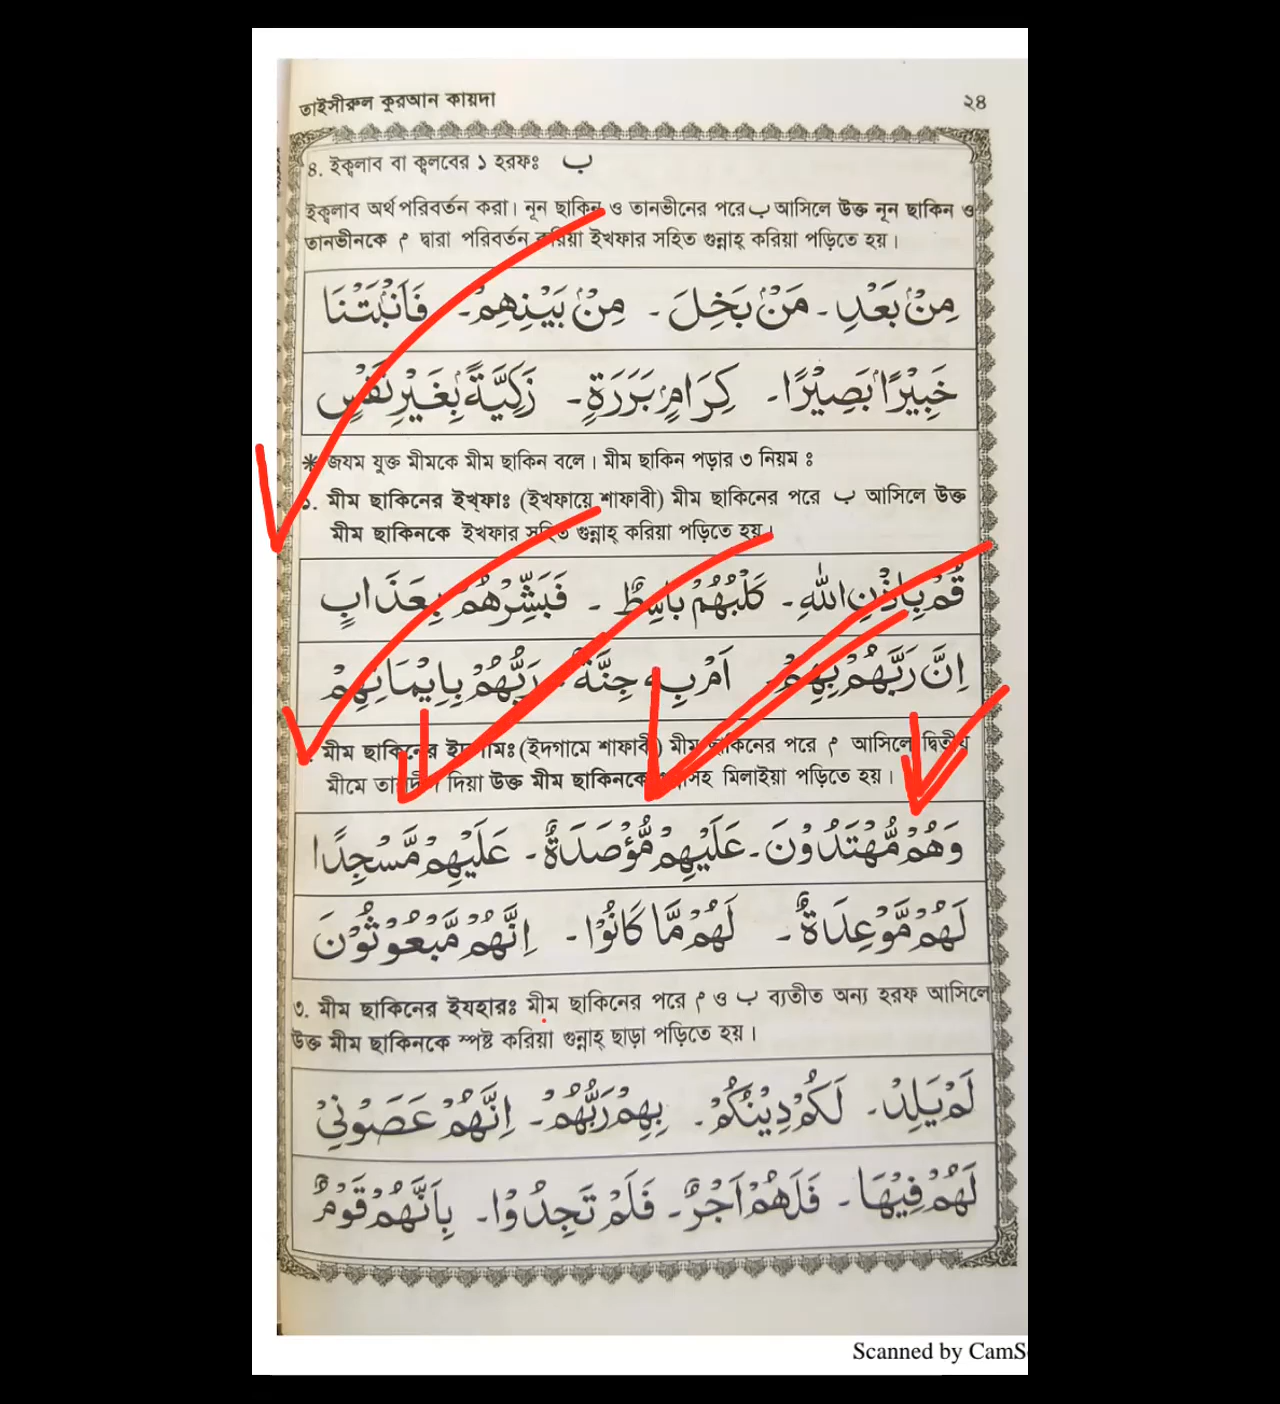 তাইসীরুল কুরআন কায়দা ২৪
৪. ইক্বলাব বা ক্বলবের ১ হরফঃ ب
ইক্বলাব অর্থ পরিবর্তন করা। নূন ছাকিন ও তানভীনের পরে ب আসিলে উক্ত নূন ছাকিন ও
তানভীনকে م দ্বারা পরিবর্তন করিয়া ইখফার সহিত গুন্নাহ্ করিয়া পড়িতে হয়।
مِنْۢ بَعْدِ ـ مَنْۢ بَخِلَ ـ مِنْۢ بَيْنِهِمْ ـ فَاَنْۢبَتْنَا
خَبِيْرًاۢ بَصِيْرًا ـ كِرَامٍۢ بَرَرَةٍ ـ زَكِيَّةًۢ بِغَيْرِ نَفْسٍ
* জযম যুক্ত মীমকে মীম ছাকিন বলে। মীম ছাকিন পড়ার ৩ নিয়ম ঃ
১. মীম ছাকিনের ইখ্ফাঃ (ইখফায়ে শাফাবী) মীম ছাকিনের পরে ب আসিলে উক্ত
মীম ছাকিনকে ইখফার সহিত গুন্নাহ্ করিয়া পড়িতে হয়।
قُمْ بِاِذْنِ اللّٰهِ ـ كَلْبُهُمْ بَاسِطٌ ـ فَبَشِّرْهُمْ بِعَذَابٍ
اِنَّ رَبَّهُمْ بِهِمْ ـ اَمْ بِهٖ جِنَّةٌ ـ رَبُّهُمْ بِاِيْمَانِهِمْ
মীম ছাকিনের (ইদগামে শাফাবী) মীম ছাকিনের পরে م আসিলে দ্বিতীয়
মীমে তাশদীদ দিয়া উক্ত মীম ছাকিনকে মিলাইয়া পড়িতে হয়।
وَهُمْ مُّهْتَدُوْنَ ـ عَلَيْهِمْ مُّؤْصَدَةٌ ـ عَلَيْهِمْ مَّسْجِدًا
لَهُمْ مَّوْعِدَةٌ ـ لَهُمْ مَّا كَانُوْا ـ اِنَّهُمْ مَّبْعُوْثُوْنَ
৩. মীম ছাকিনের ইযহারঃ মীম ছাকিনের পরে م ও ب ব্যতীত অন্য হরফ আসিলে
উক্ত মীম ছাকিনকে স্পষ্ট করিয়া গুন্নাহ্ ছাড়া পড়িতে হয়।
لَمْ يَلِدْ ـ لَكُمْ دِيْنُكُمْ ـ بِهِمْ رَبُّهُمْ ـ اِنَّهُمْ عَصَوْنِيْ
لَهُمْ فِيْهَا ـ فَلَهُمْ اَجْرٌ ـ فَلَمْ تَجِدُوْا ـ بِاَنَّهُمْ قَوْمٌ
Scanned by CamS